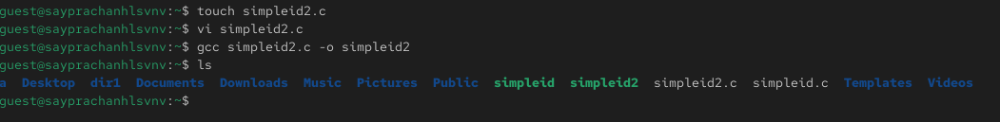 guest@sayprachanhlsvnv:~$ touch simpleid2.c
guest@sayprachanhlsvnv:~$ vi simpleid2.c
guest@sayprachanhlsvnv:~$ gcc simpleid2.c -o simpleid2
guest@sayprachanhlsvnv:~$ ls
a  Desktop  dir1  Documents  Downloads  Music  Pictures  Public  simpleid  simpleid2  simpleid2.c  simpleid.c  Templates  Videos
guest@sayprachanhlsvnv:~$